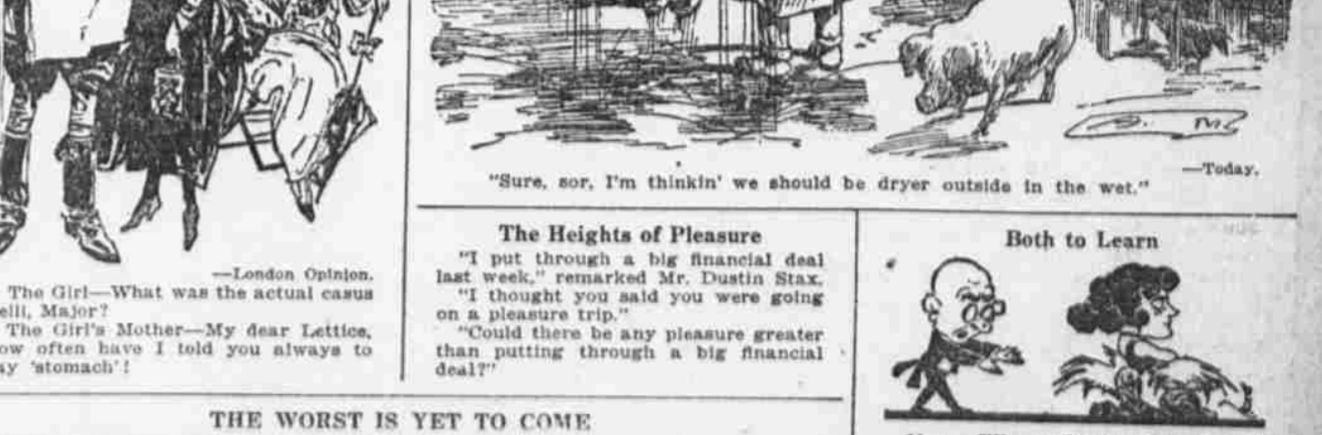 —London Opinion.
The Girl—What was the actual casus
elli, Major?
The Girl's Mother—My dear Lettice,
ow often have I told you always to
ay 'stomach'!
—Today.
"Sure, sor, I'm thinkin' we should be dryer outside in the wet."
The Heights of Pleasure
"I put through a big financial deal
last week," remarked Mr. Dustin Stax.
"I thought you said you were going
on a pleasure trip."
"Could there be any pleasure greater
than putting through a big financial
deal?"
Both to Learn
THE WORST IS YET TO COME